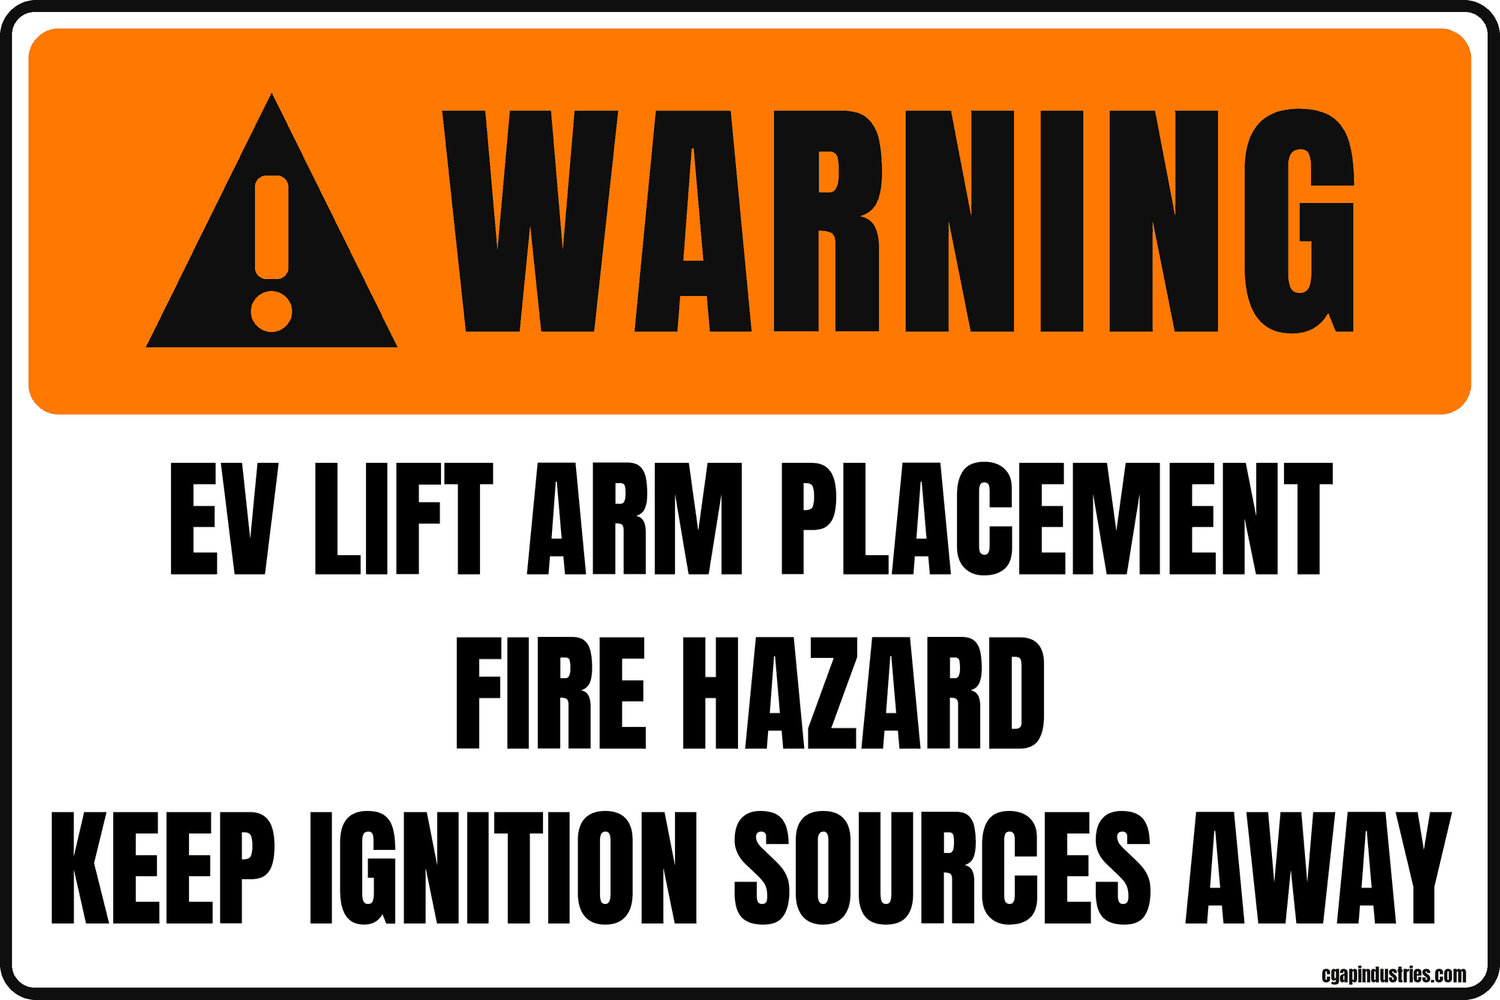 WARNING
EV LIFT ARM PLACEMENT
FIRE HAZARD
KEEP IGNITION SOURCES AWAY
cgapindustries.com